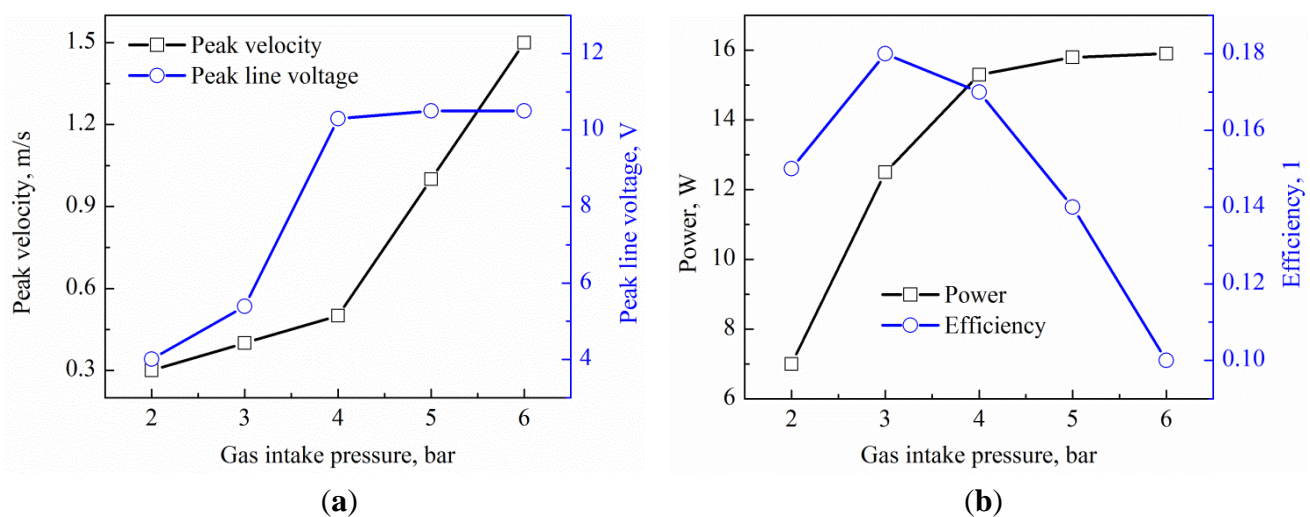 1.5
1.2
0.9
0.6
0.3
Peak velocity, m/s
Peak velocity
Peak line voltage
12
10
8
6
4
Peak line voltage, V
2 3 4 5 6
Gas intake pressure, bar
(a)
16
14
12
10
8
6
Power, W
Power
Efficiency
0.18
0.16
0.14
0.12
0.10
Efficiency, 1
2 3 4 5 6
Gas intake pressure, bar
(b)